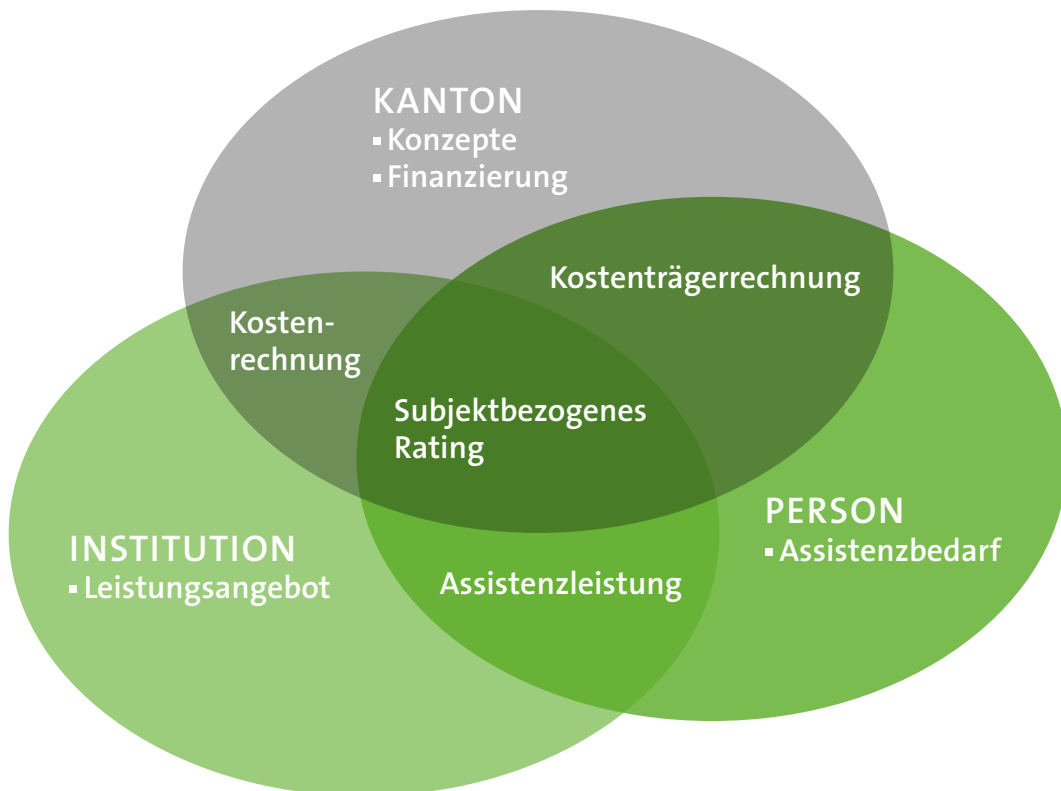 KANTON
▪ Konzepte
▪ Finanzierung
Kostenträgerrechnung
Kosten-
rechnung
Subjektbezogenes
Rating
PERSON
▪ Assistenzbedarf
INSTITUTION
▪ Leistungsangebot
Assistenzleistung